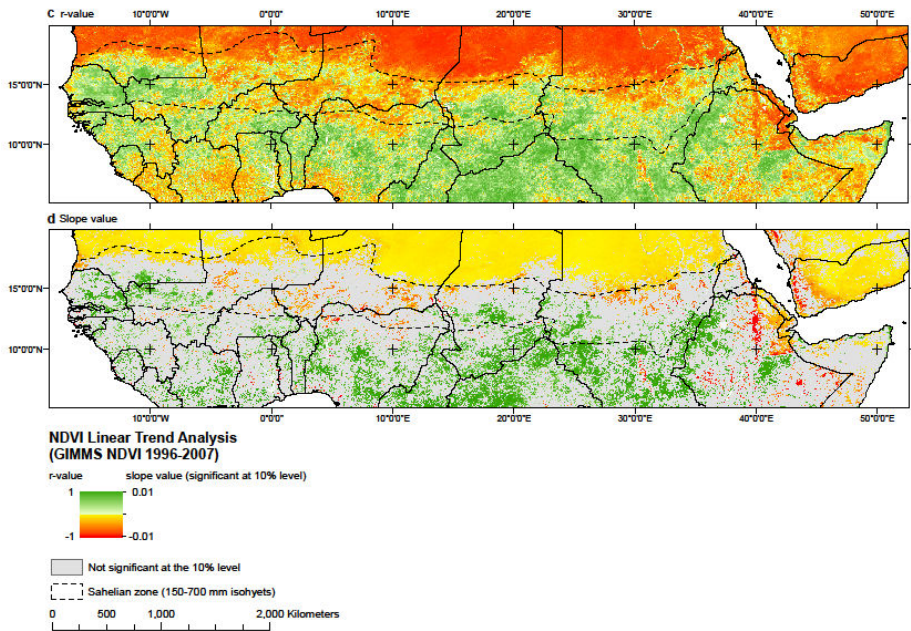 c r-value
10°0'0"W 0°0'0" 10°0'0"E 20°0'0"E 30°0'0"E 40°0'0"E 50°0'0"E
15°0'0"N
10°0'0"N
d Slope value
15°0'0"N
10°0'0"N
10°0'0"W 0°0'0" 10°0'0"E 20°0'0"E 30°0'0"E 40°0'0"E 50°0'0"E
NDVI Linear Trend Analysis
(GIMMS NDVI 1996-2007)
r-value slope value (significant at 10% level)
1 0.01
-1 -0.01
Not significant at the 10% level
Sahelian zone (150-700 mm isohyets)
0 500 1,000 2,000 Kilometers